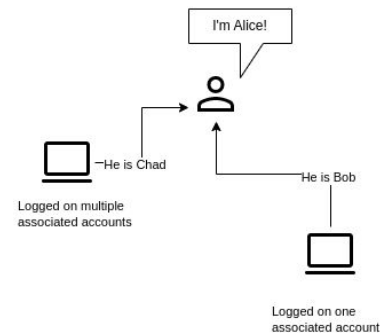 I'm Alice!
He is Chad
He is Bob
Logged on multiple
associated accounts
Logged on one
associated account